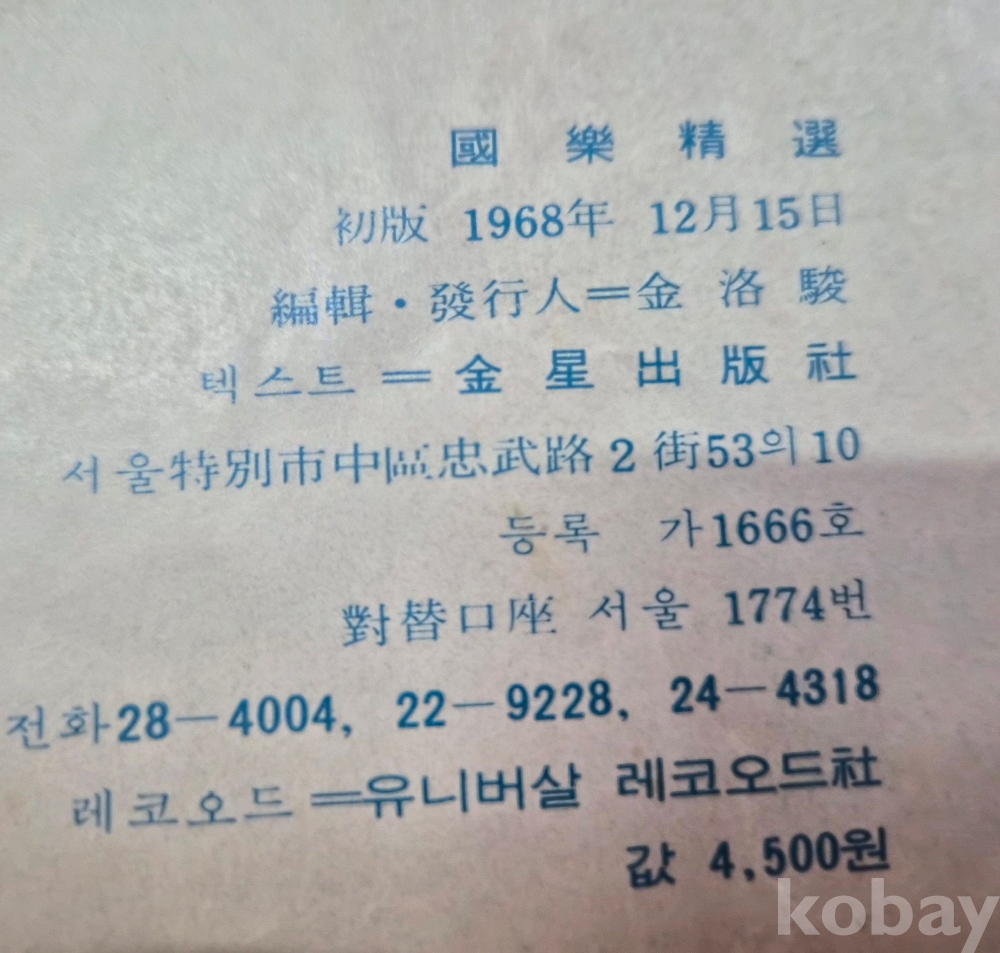 國樂精選
初版 1968年 12月15日
編輯・發行人=金洛駿
텍스트=金星出版社
서울特別市中區忠武路2街53의10
등록 가1666호
對替口座 서울 1774번
전화28-4004, 22-9228, 24-4318
레코오드=유니버살 레코오드社
값 4,500원
kobay